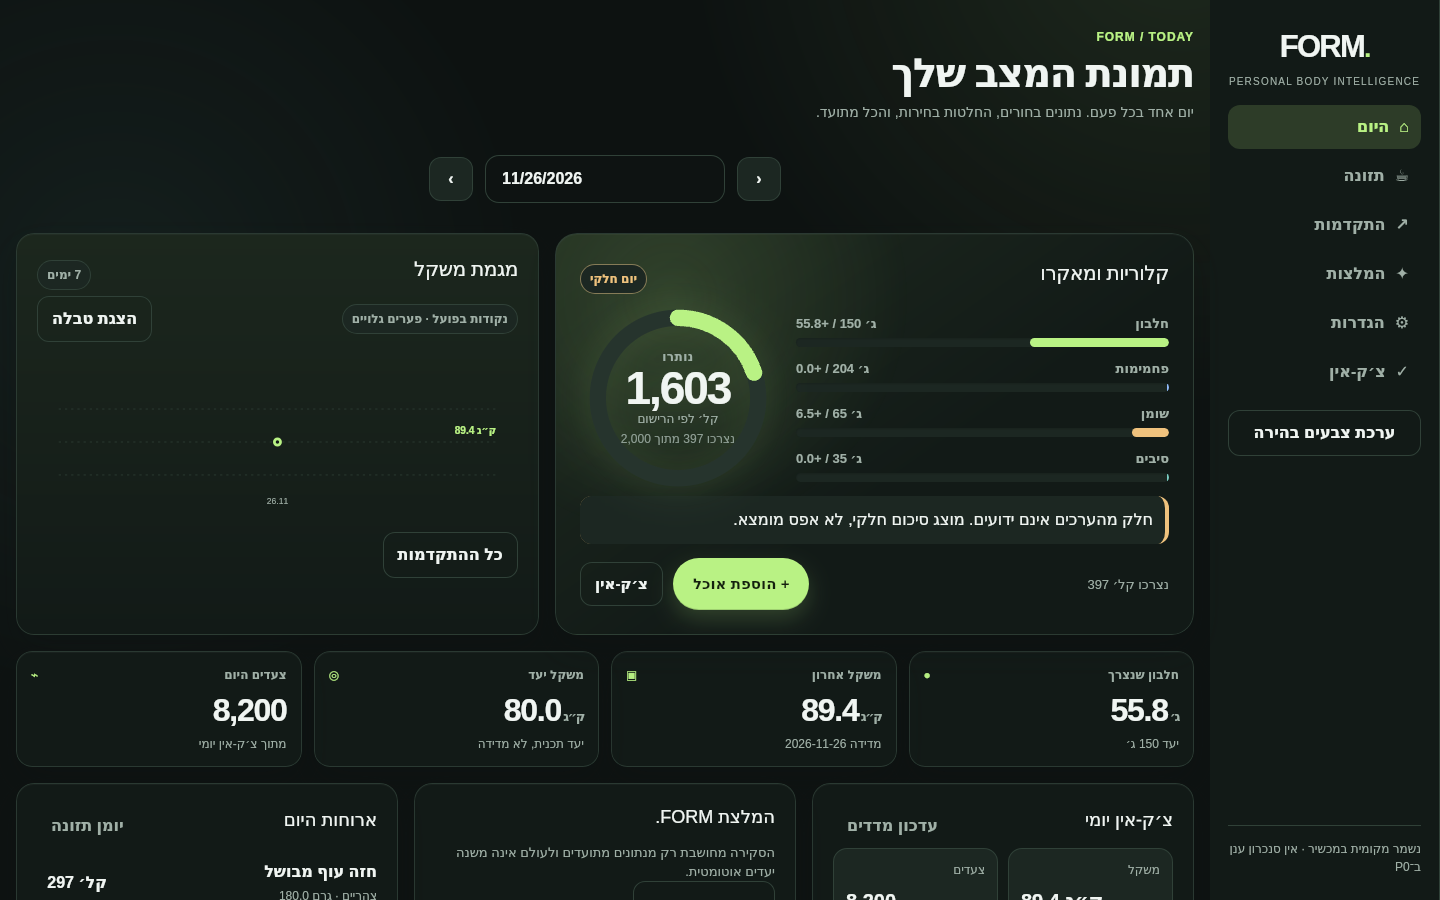 FORM.
PERSONAL BODY INTELLIGENCE
היום
תזונה
התקדמות
המלצות
הגדרות
צ׳ק-אין
ערכת צבעים בהירה
נשמר מקומית במכשיר · אין סנכרון ענן
ב־P0
FORM / TODAY
תמונת המצב שלך
יום אחד בכל פעם. נתונים בחורים, החלטות בחירות, והכל מתועד.
›
11/26/2026
‹
קלוריות ומאקרו
יום חלקי
חלבון
55.8+ / 150 ג׳
פחמימות
0.0+ / 204 ג׳
שומן
6.5+ / 65 ג׳
סיבים
0.0+ / 35 ג׳
נותרו
1,603
קל׳ לפי הרישום
נצרכו 397 מתוך 2,000
חלק מהערכים אינם ידועים. מוצג סיכום חלקי, לא אפס מומצא.
נצרכו קל׳ 397
+ הוספת אוכל
צ׳ק-אין
מגמת משקל
7 ימים
נקודות בפועל · פערים גלויים
הצגת טבלה
89.4 ק״ג
26.11
כל ההתקדמות
חלבון שנצרך
55.8 ג׳
יעד 150 ג׳
משקל אחרון
89.4 ק״ג
מדידה 2026-11-26
משקל יעד
80.0 ק״ג
יעד תכנית, לא מדידה
צעדים היום
8,200
מתוך צ׳ק-אין יומי
צ׳ק-אין יומי
עדכון מדדים
משקל
89.4 ק״ג
צעדים
8,200
המלצת FORM.
הסקירה מחושבת רק מנתונים מתועדים ולעולם אינה משנה
יעדים אוטומטית.
ארוחות היום
יומן תזונה
חזה עוף מבושל
צהריים · גרם 180.0
קל׳ 297